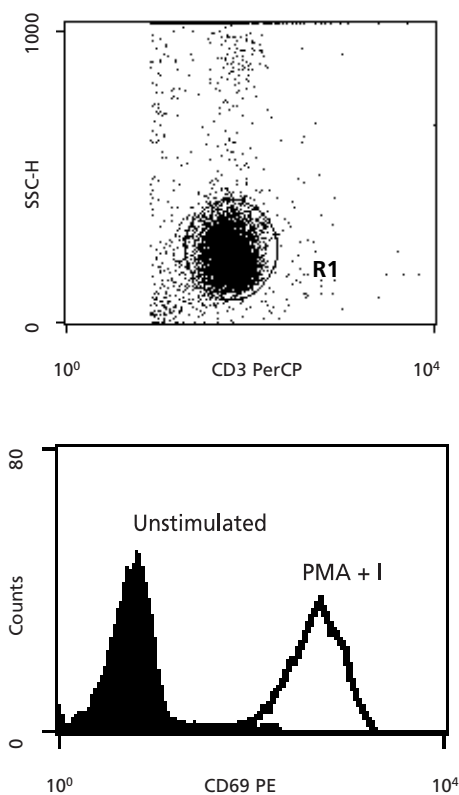 1000
SSC-H
R1
0
10⁰
CD3 PerCP
10⁴
80
Unstimulated
PMA + I
Counts
0
10⁰
CD69 PE
10⁴